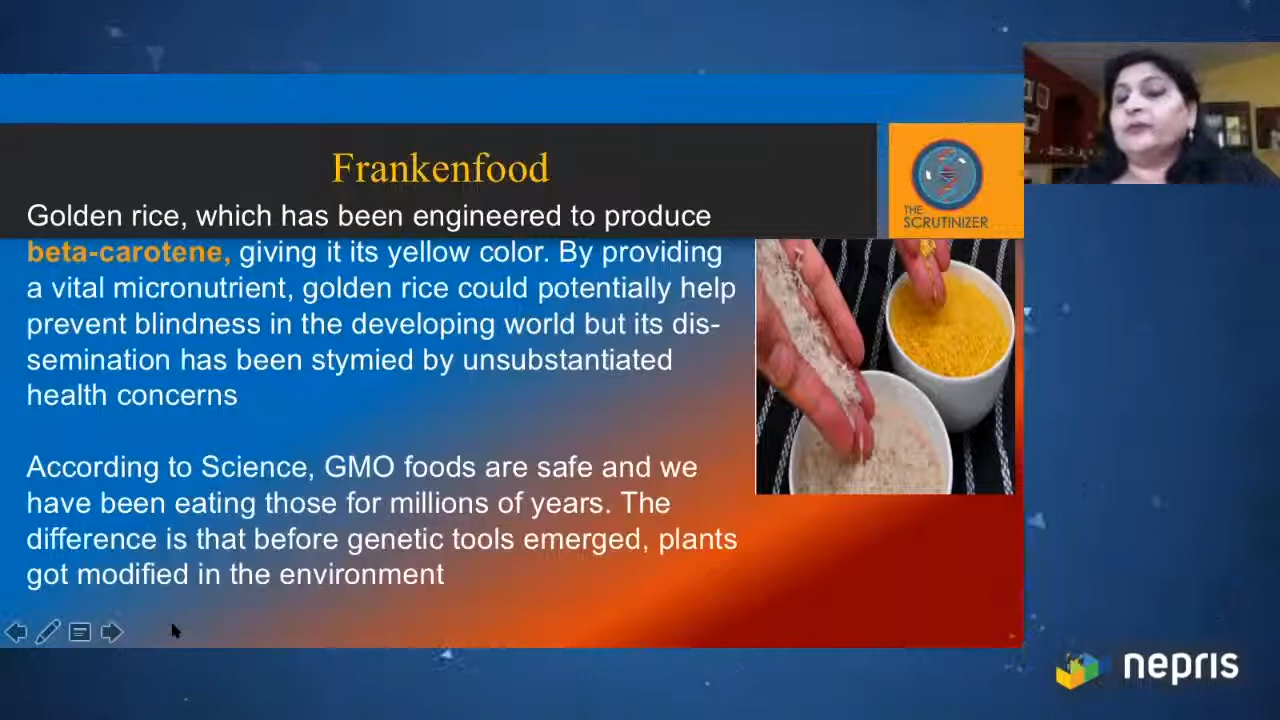 Frankenfood
Golden rice, which has been engineered to produce
beta-carotene, giving it its yellow color. By providing
a vital micronutrient, golden rice could potentially help
prevent blindness in the developing world but its dis-
semination has been stymied by unsubstantiated
health concerns
According to Science, GMO foods are safe and we
have been eating those for millions of years. The
difference is that before genetic tools emerged, plants
got modified in the environment
THE
SCRUTINIZER
nepris